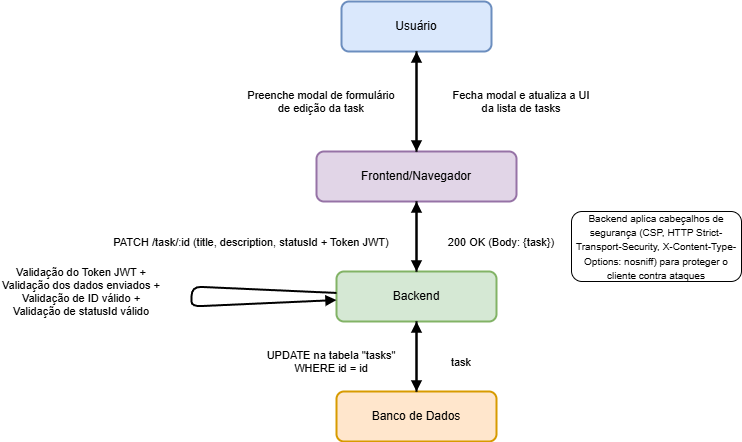 Usuário
Preenche modal de formulário
de edição da task
Fecha modal e atualiza a UI
da lista de tasks
Frontend/Navegador
PATCH /task/:id (title, description, statusId + Token JWT)
200 OK (Body: {task})
Backend aplica cabeçalhos de
segurança (CSP, HTTP Strict-
Transport-Security, X-Content-Type-
Options: nosniff) para proteger o
cliente contra ataques
Validação do Token JWT +
Validação dos dados enviados +
Validação de ID válido +
Validação de statusId válido
Backend
UPDATE na tabela "tasks"
WHERE id = id
task
Banco de Dados